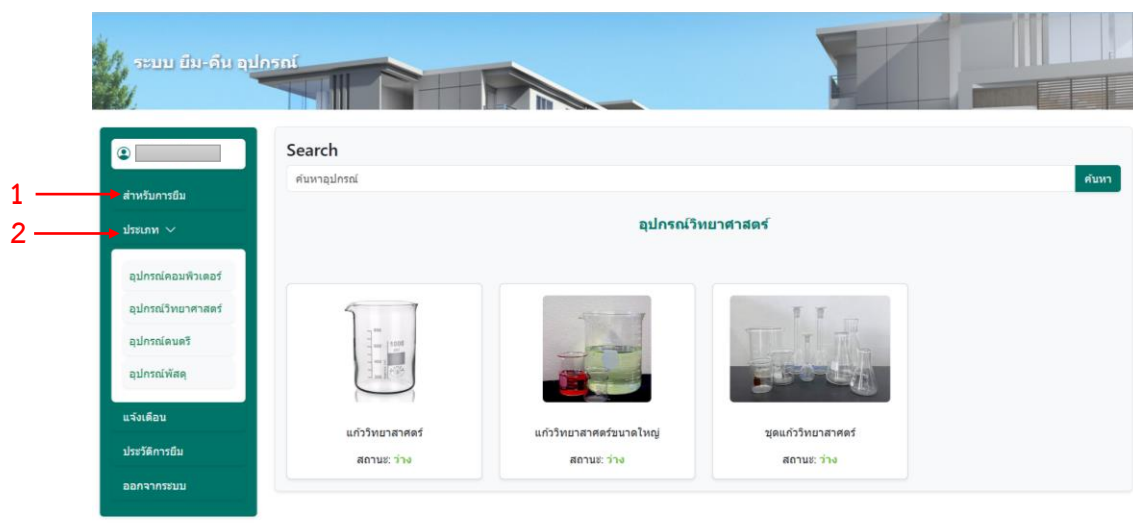 ระบบ ยืม-คืน อุปกรณ์
1
สำหรับการยืม
2
ประเภท
อุปกรณ์คอมพิวเตอร์
อุปกรณ์วิทยาศาสตร์
อุปกรณ์ดนตรี
อุปกรณ์พัสดุ
แจ้งเตือน
ประวัติการยืม
ออกจากระบบ
Search
ค้นหาอุปกรณ์
ค้นหา
อุปกรณ์วิทยาศาสตร์
แก้ววิทยาสาศตร์
สถานะ: ว่าง
แก้ววิทยาสาศตร์ขนาดใหญ่
สถานะ: ว่าง
ชุดแก้ววิทยาสาศตร์
สถานะ: ว่าง